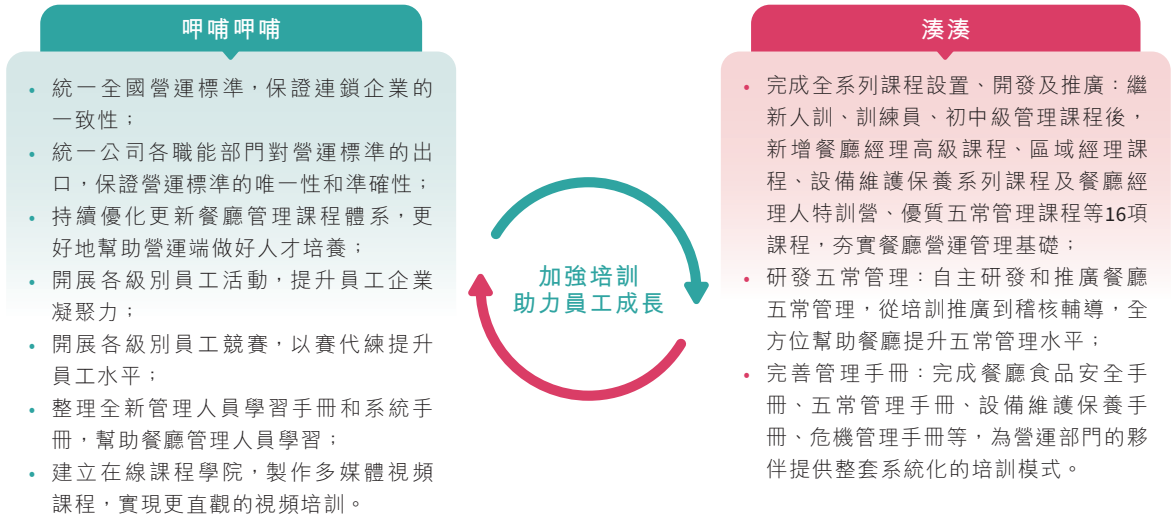 呷哺呷哺
• 統一全國營運標準，保證連鎖企業的
一致性；
• 統一公司各職能部門對營運標準的出
口，保證營運標準的唯一性和準確性；
• 持續優化更新餐廳管理課程體系，更
好地幫助營運端做好人才培養；
• 開展各級別員工活動，提升員工企業
凝聚力；
• 開展各級別員工競賽，以賽代練提升
員工水平；
• 整理全新管理人員學習手冊和系統手
冊，幫助餐廳管理人員學習；
• 建立在線課程學院，製作多媒體視頻
課程，實現更直觀的視頻培訓。
加強培訓
助力員工成長
湊湊
• 完成全系列課程設置、開發及推廣：繼
新人訓、訓練員、初中級管理課程後，
新增餐廳經理高級課程、區域經理課
程、設備維護保養系列課程及餐廳經
理人特訓營、優質五常管理課程等16項
課程，夯實餐廳營運管理基礎；
• 研發五常管理：自主研發和推廣餐廳
五常管理，從培訓推廣到稽核輔導，全
方位幫助餐廳提升五常管理水平；
• 完善管理手冊：完成餐廳食品安全手
冊、五常管理手冊、設備維護保養手
冊、危機管理手冊等，為營運部門的夥
伴提供整套系統化的培訓模式。